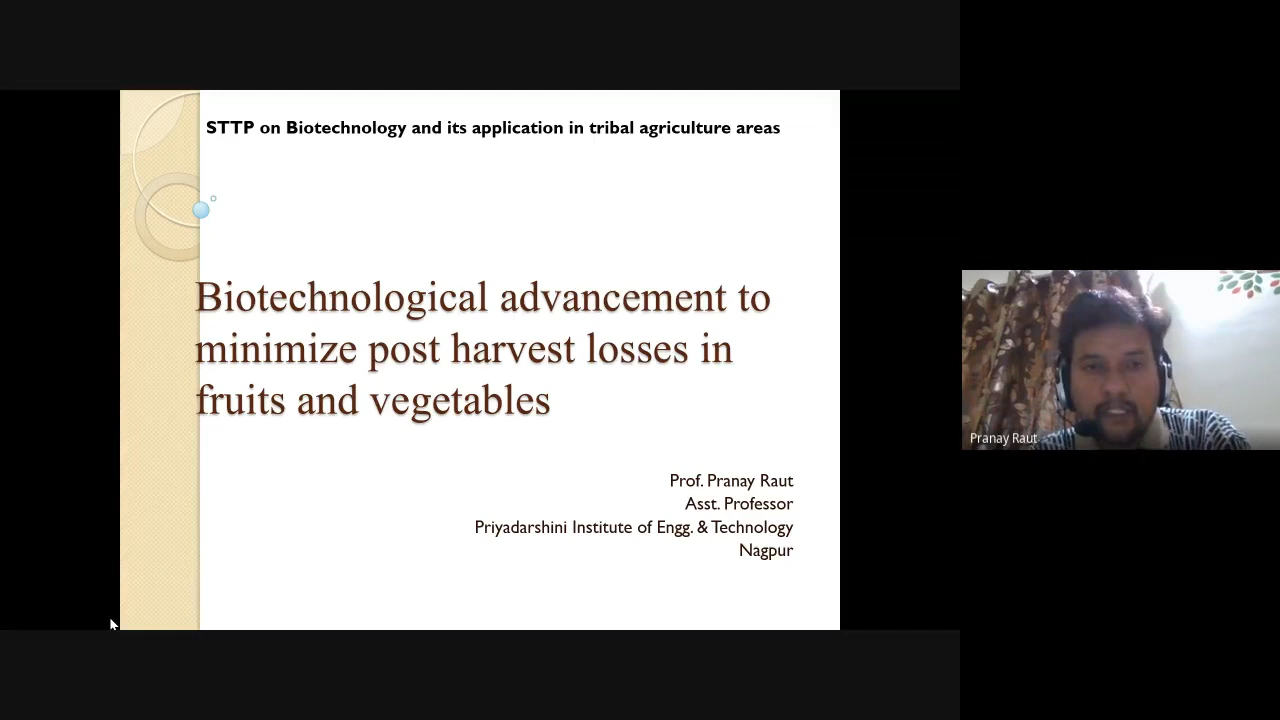 STTP on Biotechnology and its application in tribal agriculture areas
Biotechnological advancement to
minimize post harvest losses in
fruits and vegetables
Prof. Pranay Raut
Asst. Professor
Priyadarshini Institute of Engg. & Technology
Nagpur
Pranay Raut